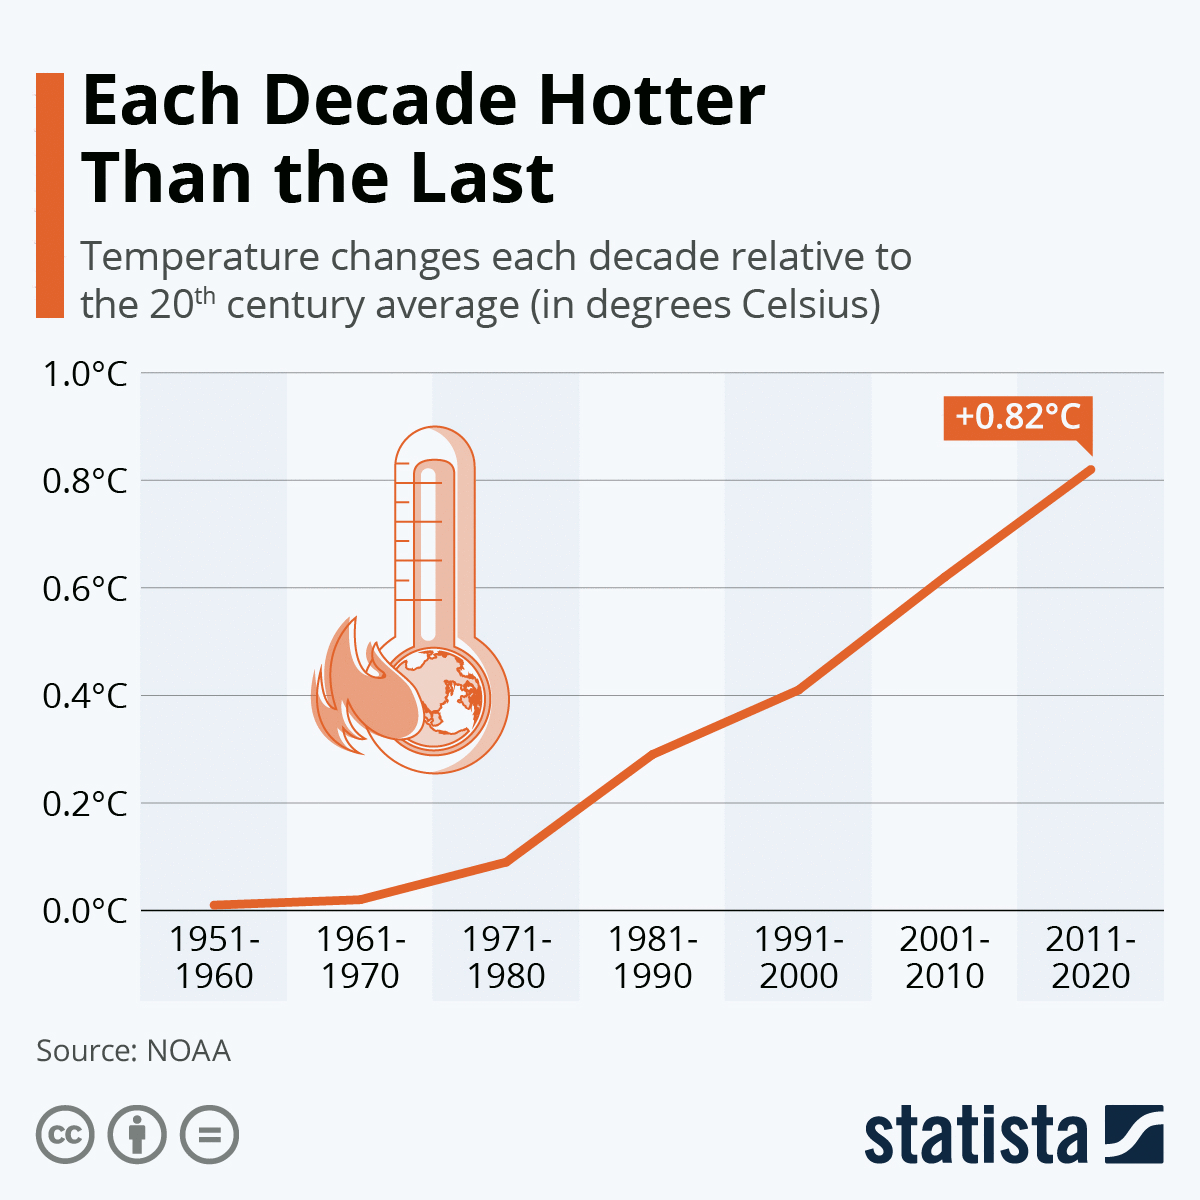 Each Decade Hotter
Than the Last
Temperature changes each decade relative to
the 20th century average (in degrees Celsius)
1.0°C
0.8°C
0.6°C
0.4°C
0.2°C
0.0°C
+0.82°C
1951-
1960
1961-
1970
1971-
1980
1981-
1990
1991-
2000
2001-
2010
2011-
2020
Source: NOAA
cc
statista